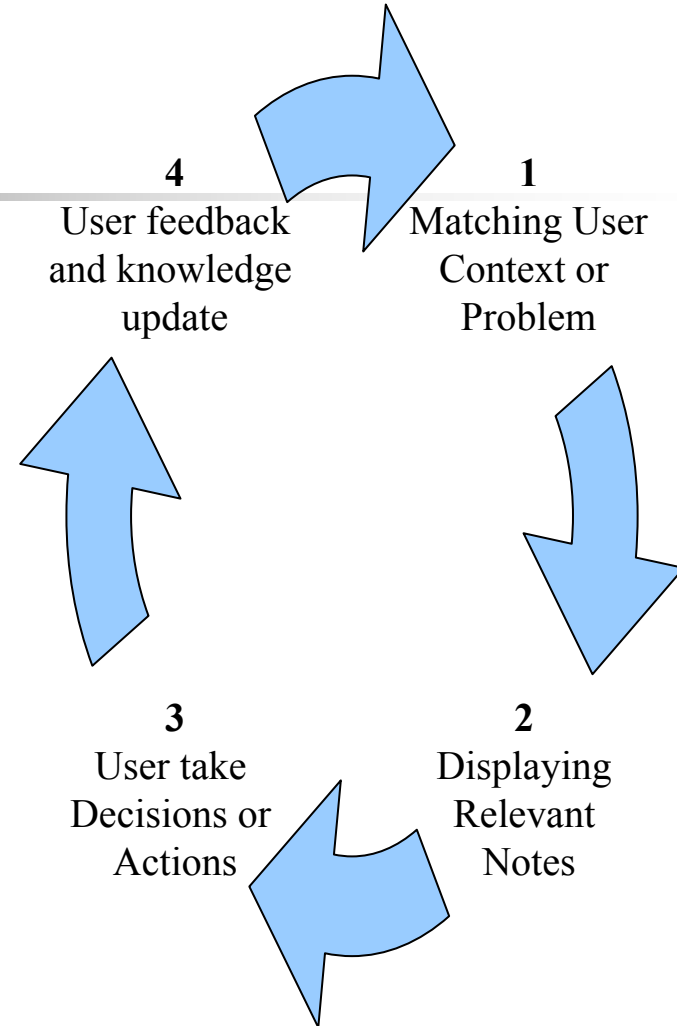 1
Matching User
Context or
Problem
2
Displaying
Relevant
Notes
3
User take
Decisions or
Actions
4
User feedback
and knowledge
update